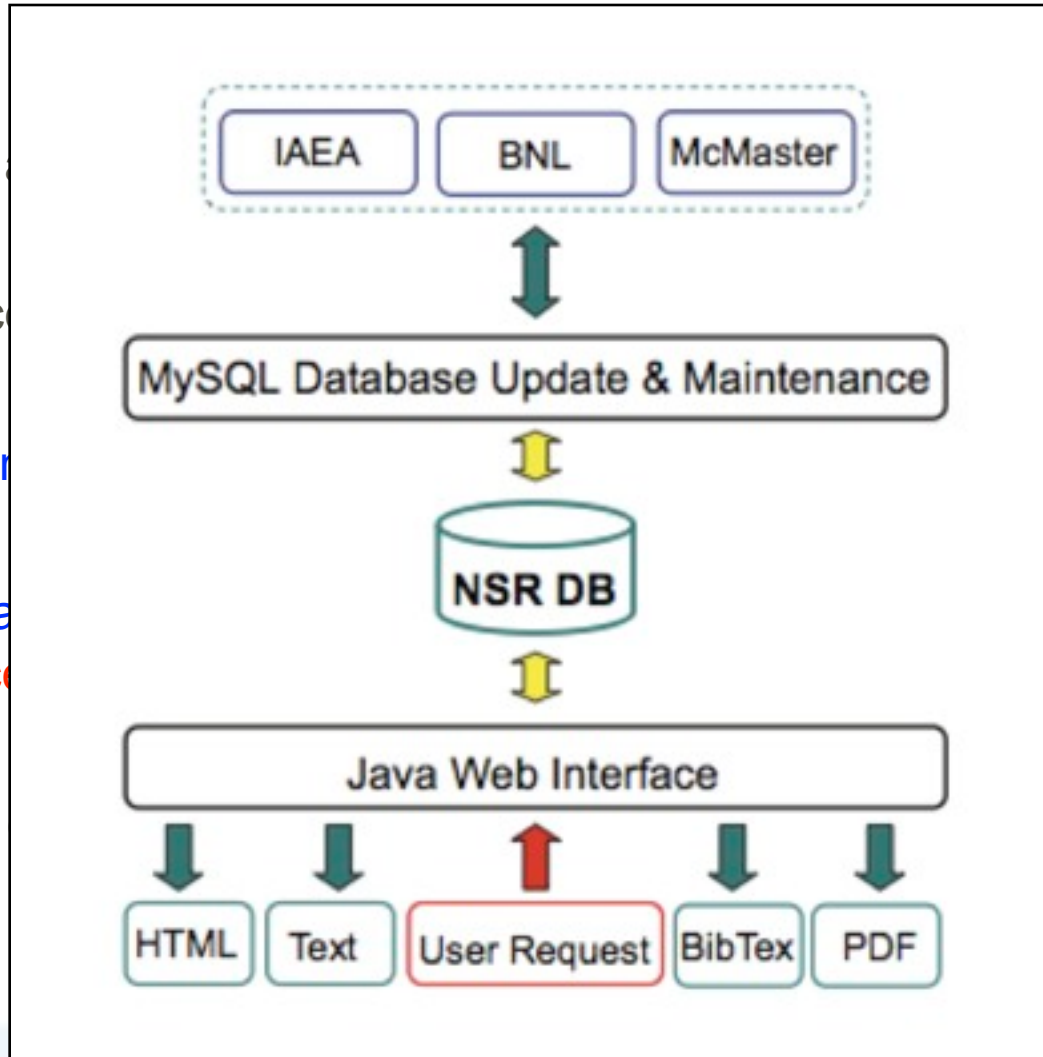 IAEA BNL McMaster
MySQL Database Update & Maintenance
NSR DB
Java Web Interface
HTML Text User Request BibTex PDF